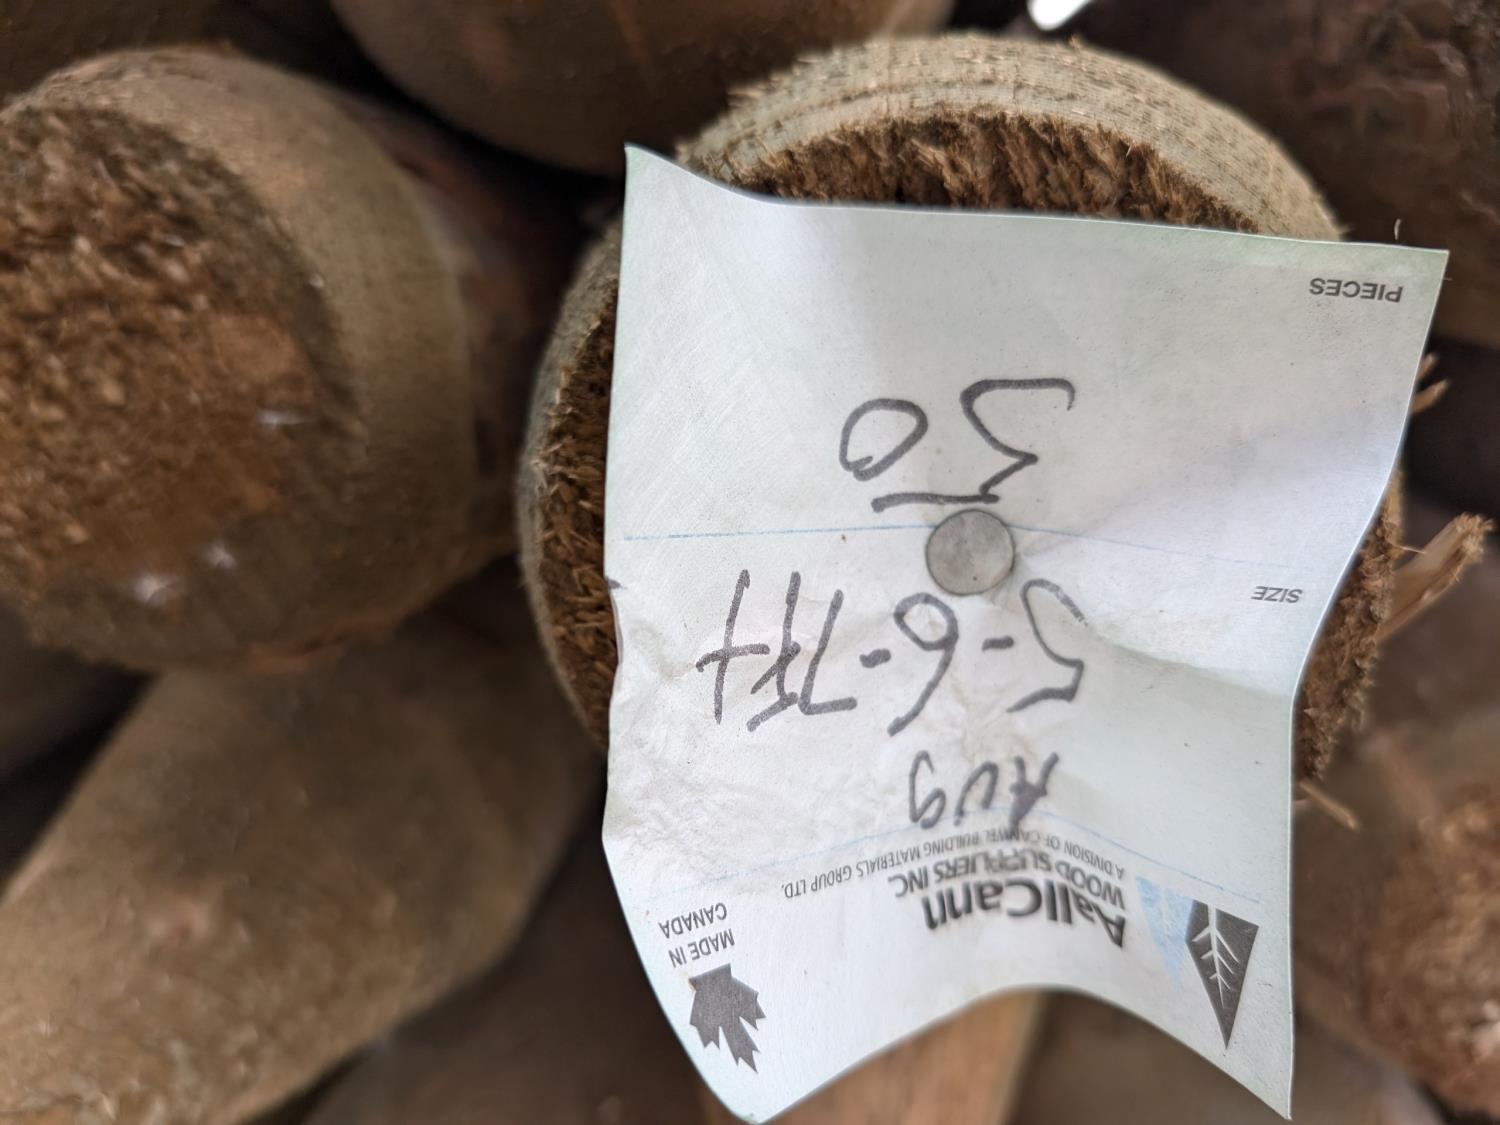 MADE IN
CANADA
AallCann
WOOD SUPPLIERS INC.
A DIVISION OF CANWEL BUILDING MATERIALS GROUP LTD.
Avg
5-6-7Ft
SIZE
50
PIECES